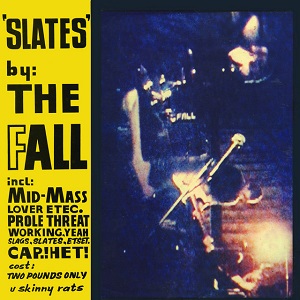 'SLATES'
by:
THE
FALL
incl:
MID-MASS
LOVER ETEC.
PROLE THREAT
WORKING.YEAH
SLAGS, SLATES, ETSET.
CAP.!HET!
cost:
TWO POUNDS ONLY
u skinny rats
FALL